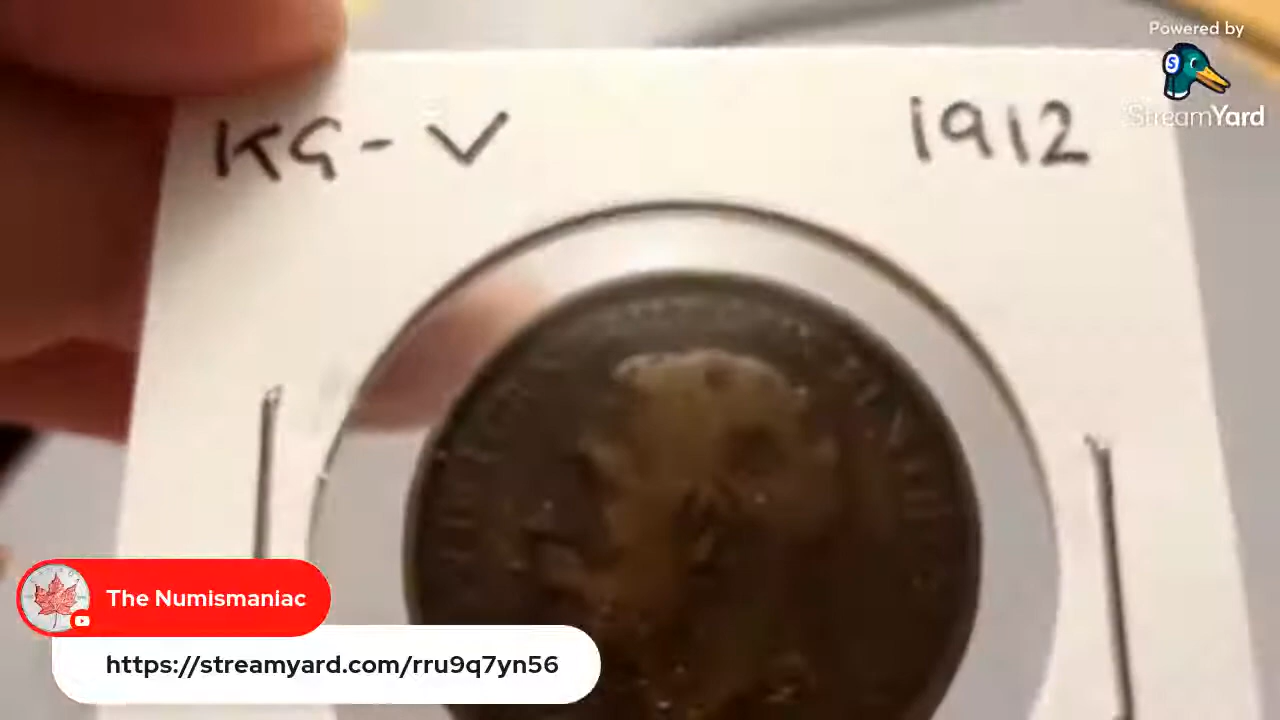 Powered by
StreamYard
KG-V
1912
The Numismaniac
https://streamyard.com/rru9q7yn56